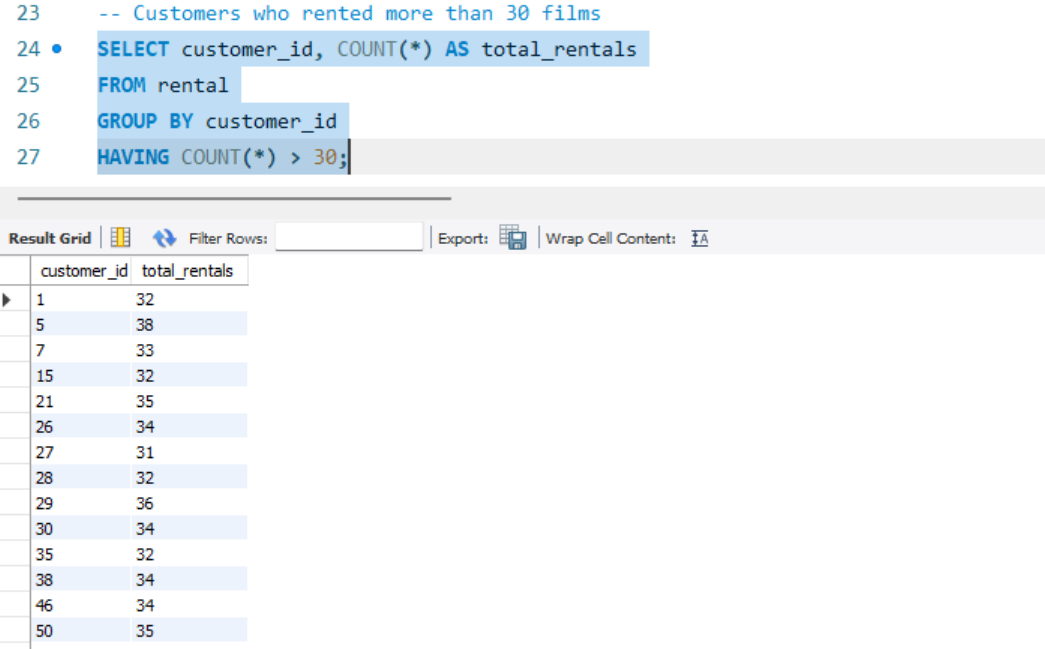 23 -- Customers who rented more than 30 films
24 SELECT customer_id, COUNT(*) AS total_rentals
25 FROM rental
26 GROUP BY customer_id
27 HAVING COUNT(*) > 30;
Result Grid Filter Rows: Export: Wrap Cell Content: IA
customer_id total_rentals
1 32
5 38
7 33
15 32
21 35
26 34
27 31
28 32
29 36
30 34
35 32
38 34
46 34
50 35